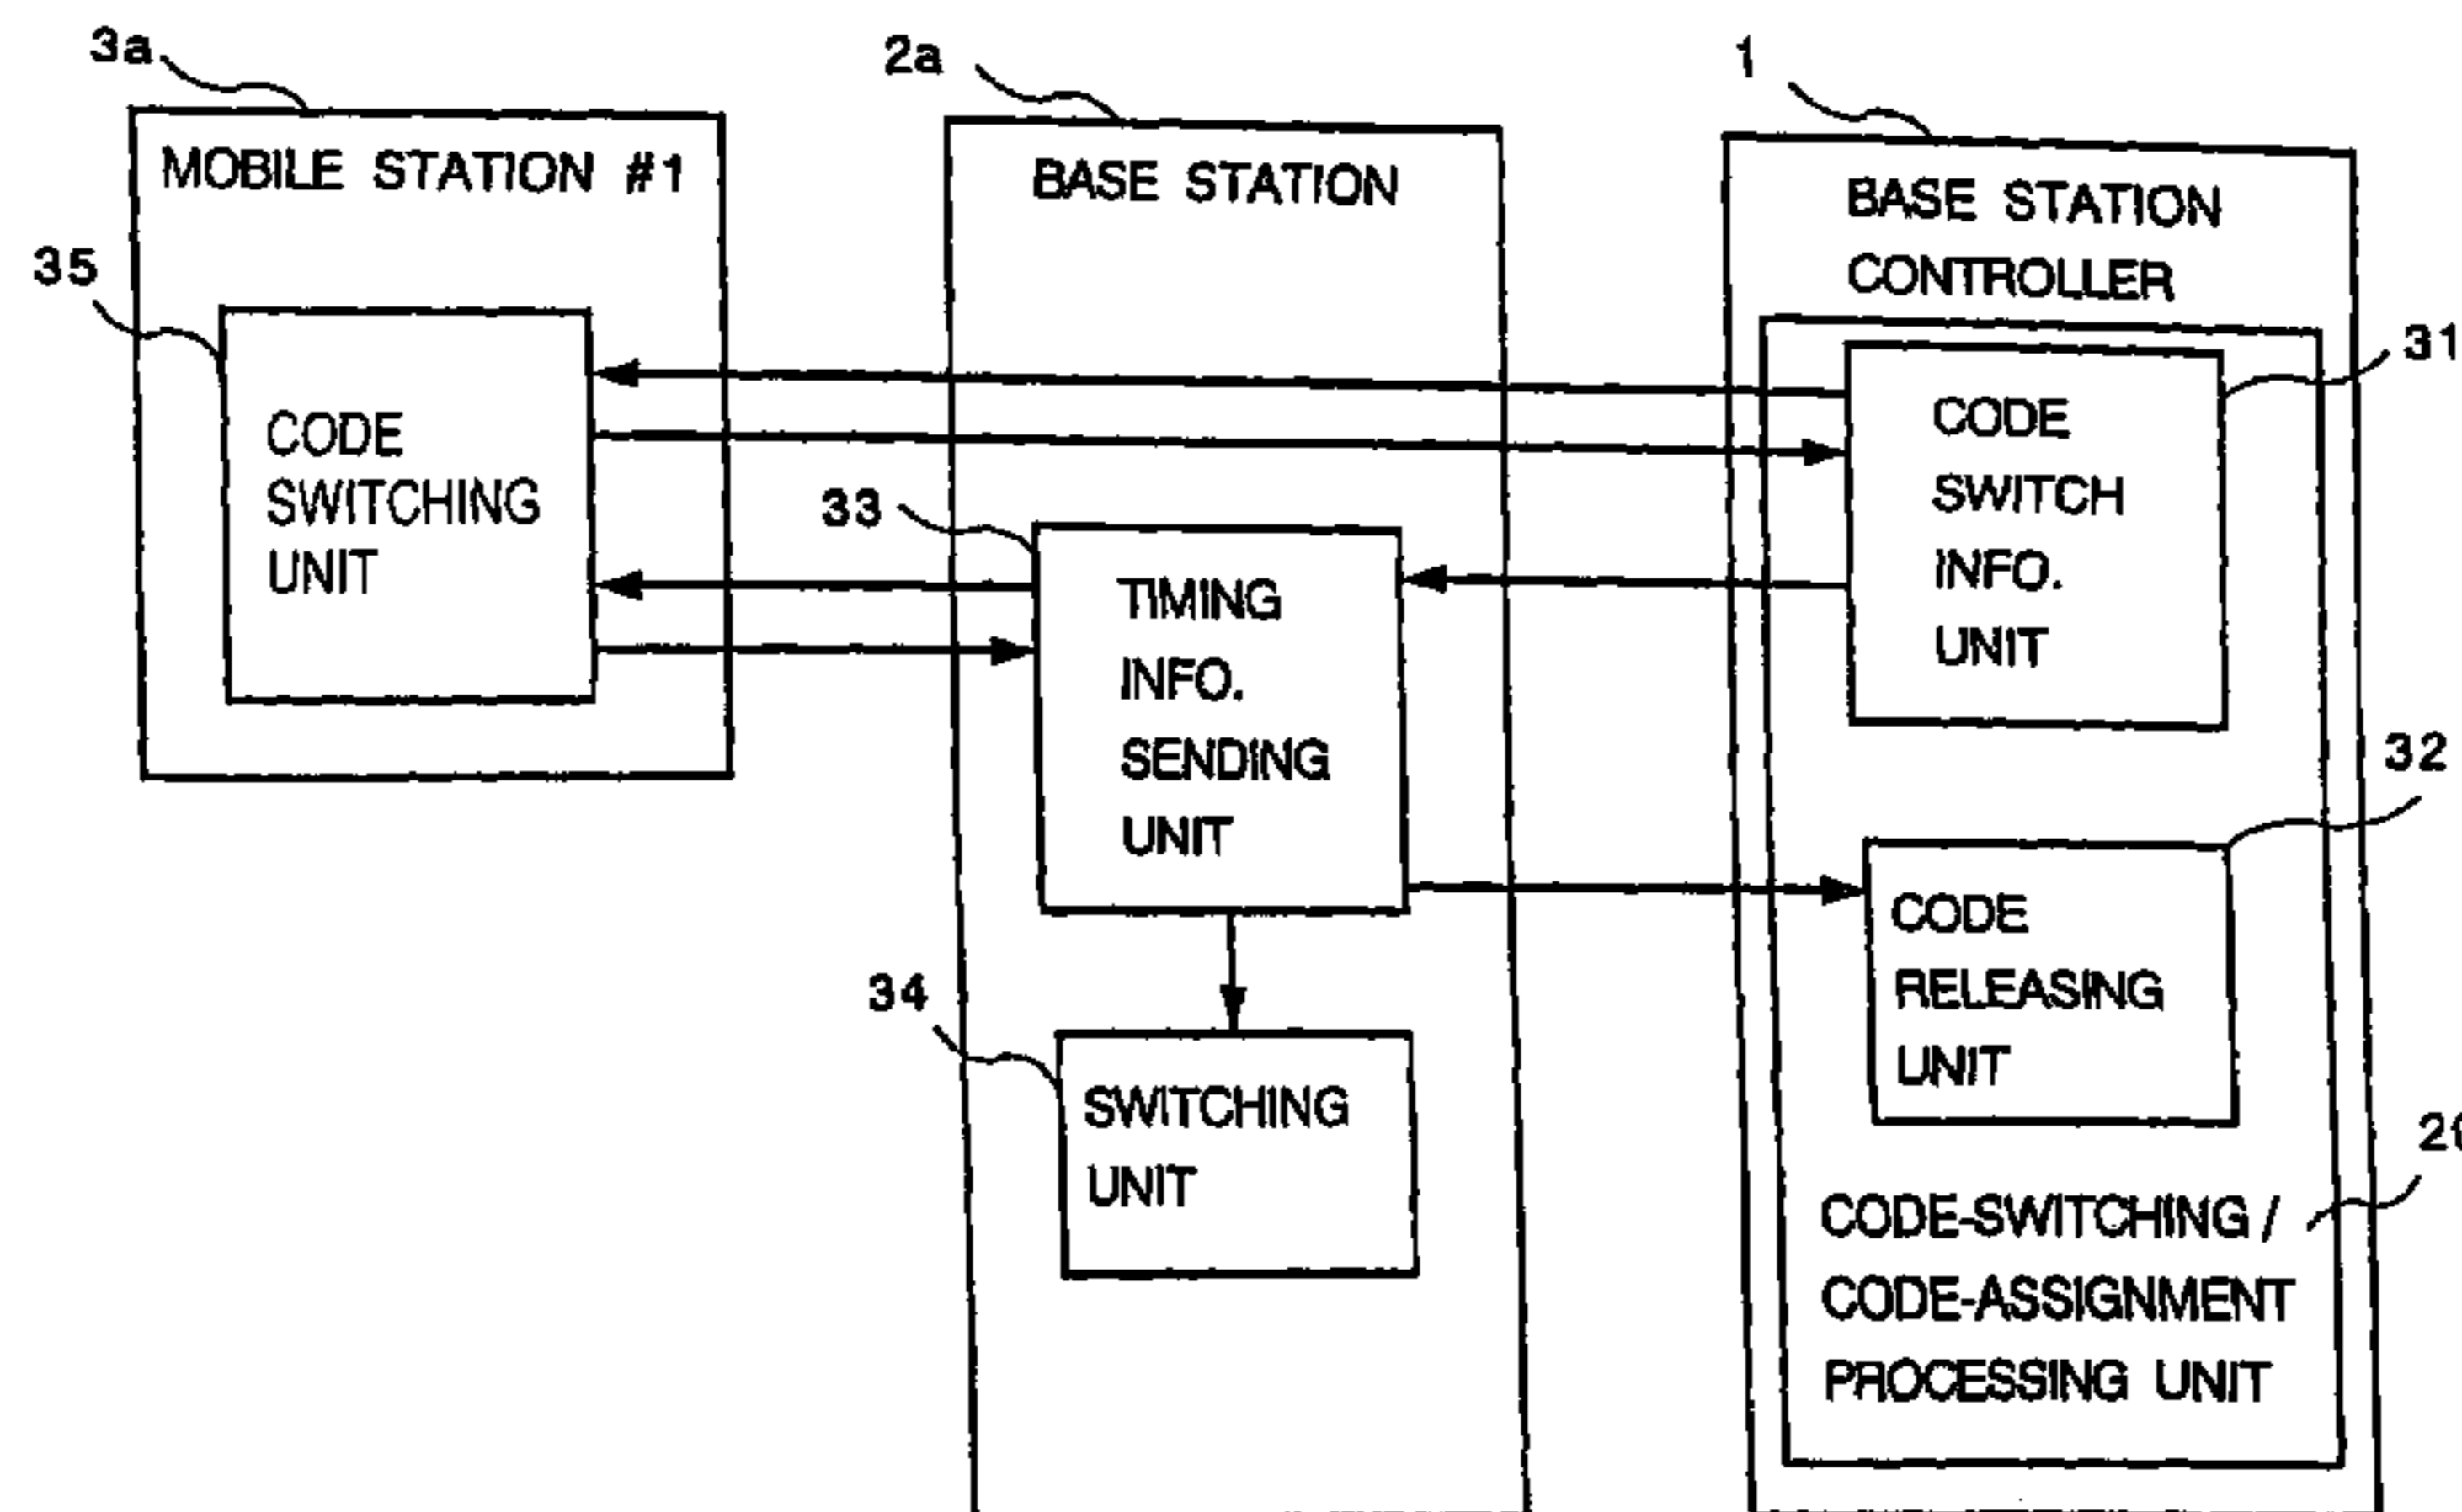 3a
2a
1
MOBILE STATION #1
BASE STATION
BASE STATION
CONTROLLER
35
31
CODE
SWITCHING
UNIT
CODE
SWITCH
INFO.
UNIT
33
TIMING
INFO.
SENDING
UNIT
32
CODE
RELEASING
UNIT
34
SWITCHING
UNIT
CODE-SWITCHING /
CODE-ASSIGNMENT
PROCESSING UNIT